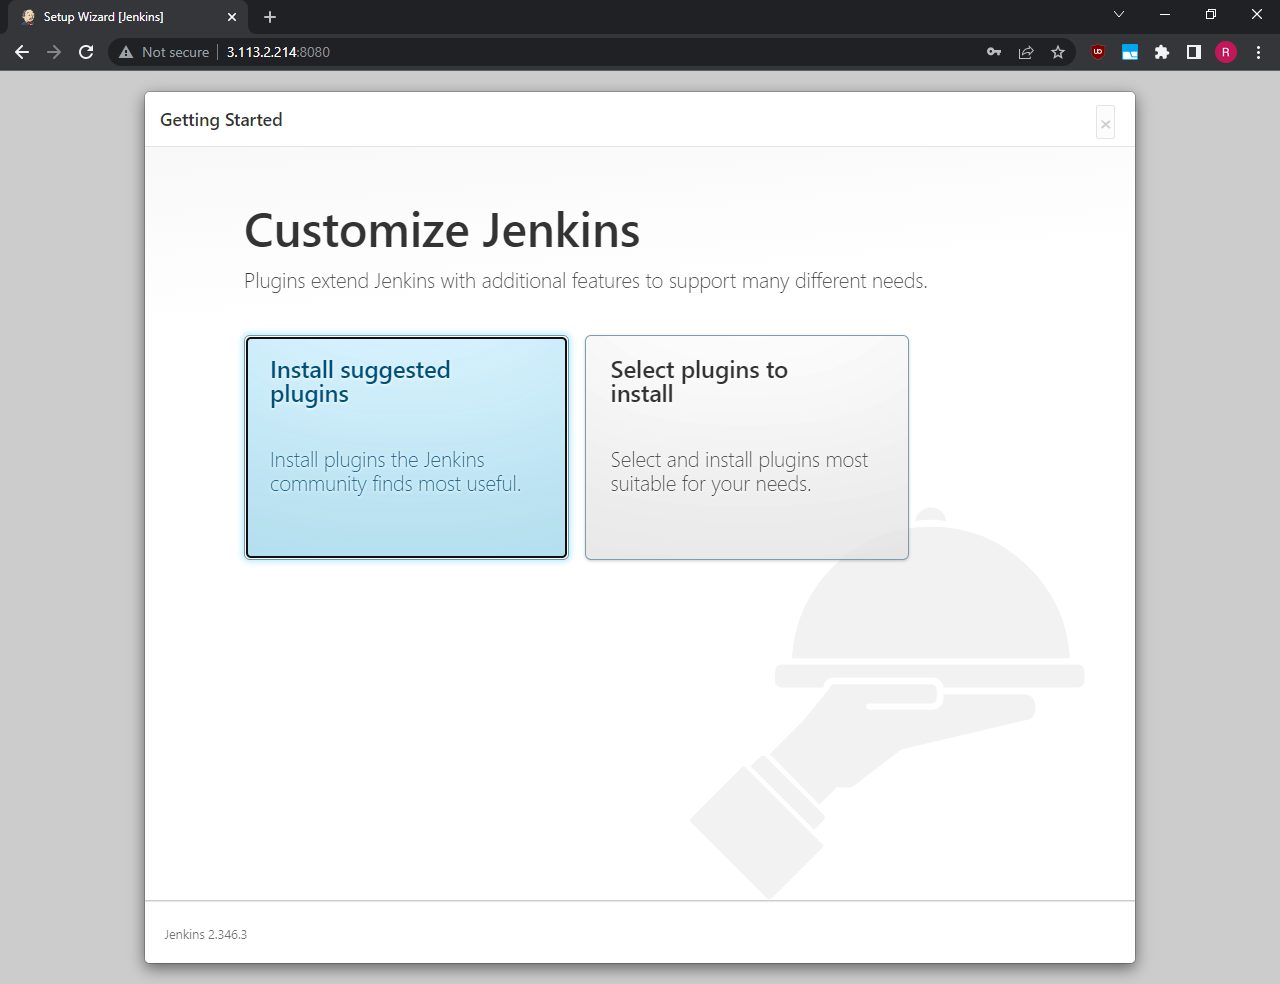 Setup Wizard [Jenkins]
Not secure
3.113.2.214:8080
R
Getting Started
Customize Jenkins
Plugins extend Jenkins with additional features to support many different needs.
Install suggested
plugins
Install plugins the Jenkins
community finds most useful.
Select plugins to
install
Select and install plugins most
suitable for your needs.
Jenkins 2.346.3